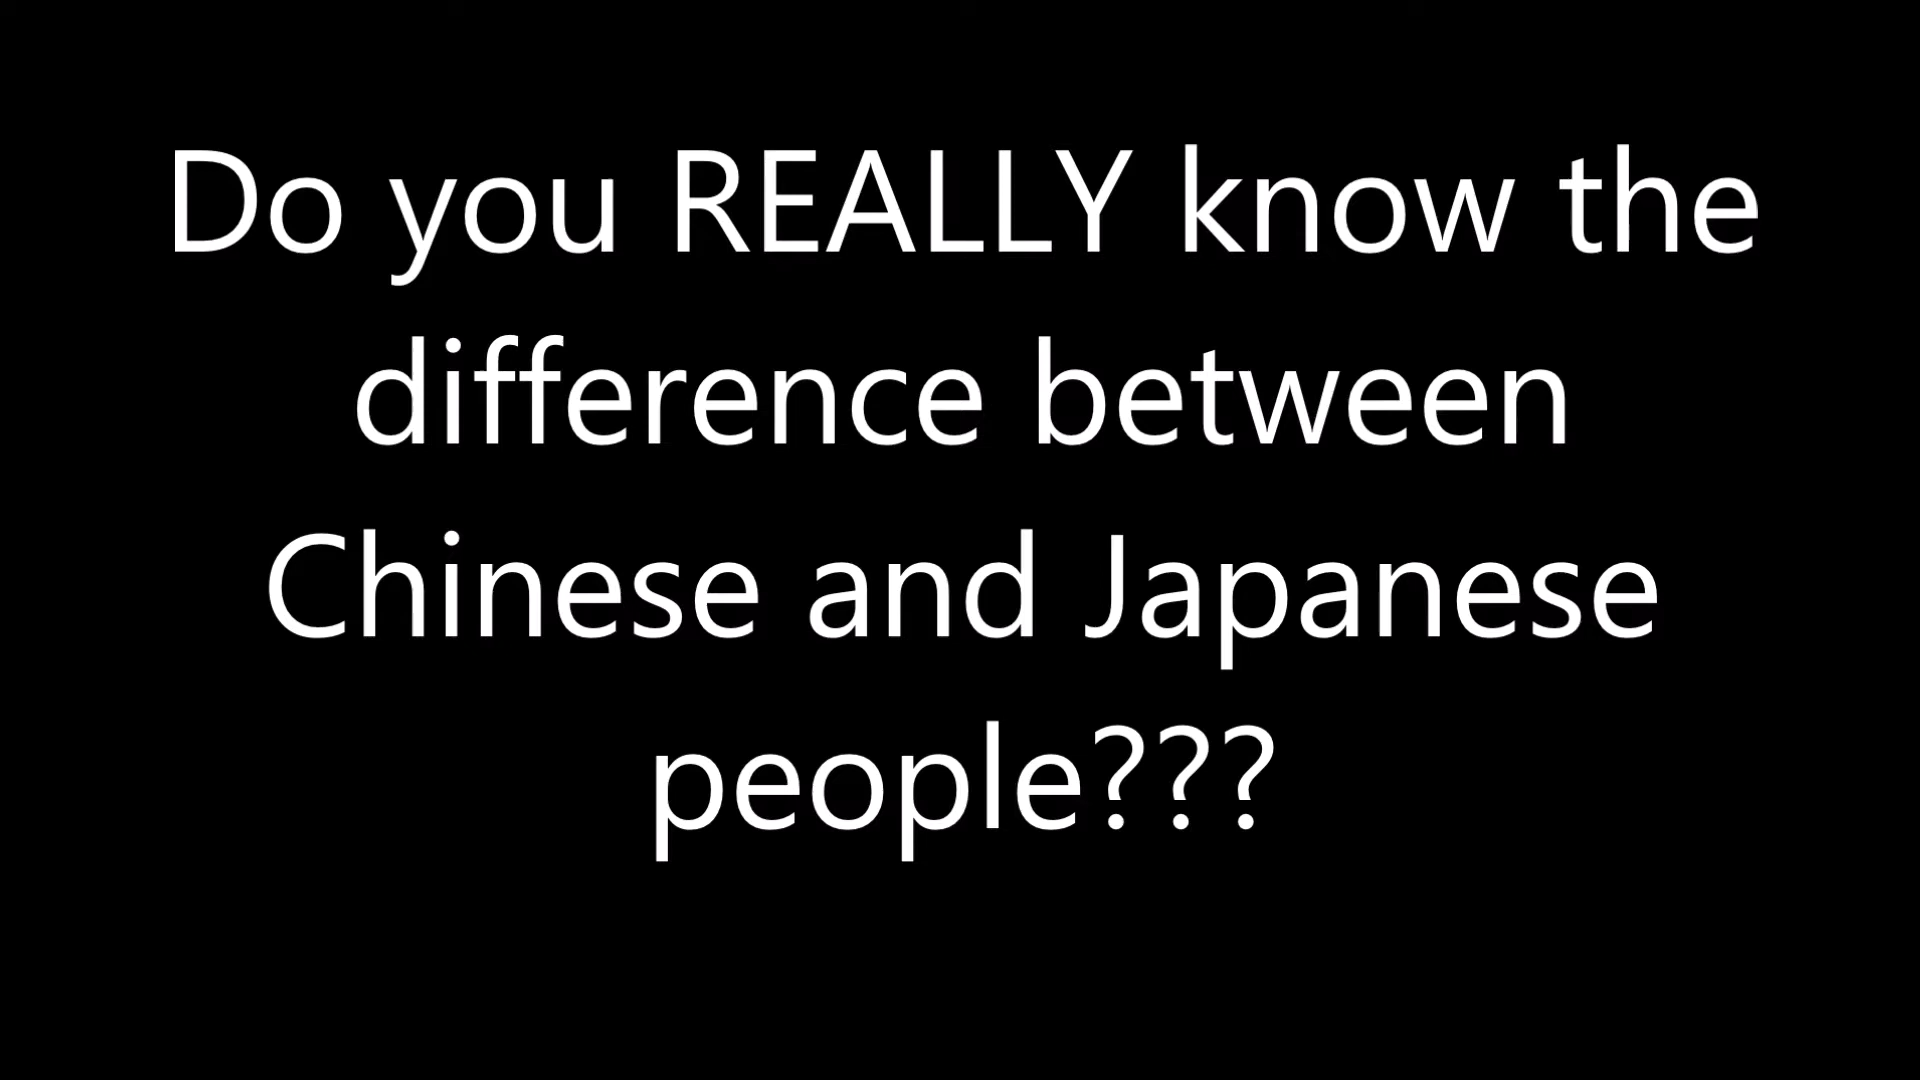 Do you REALLY know the
difference between
Chinese and Japanese
people???